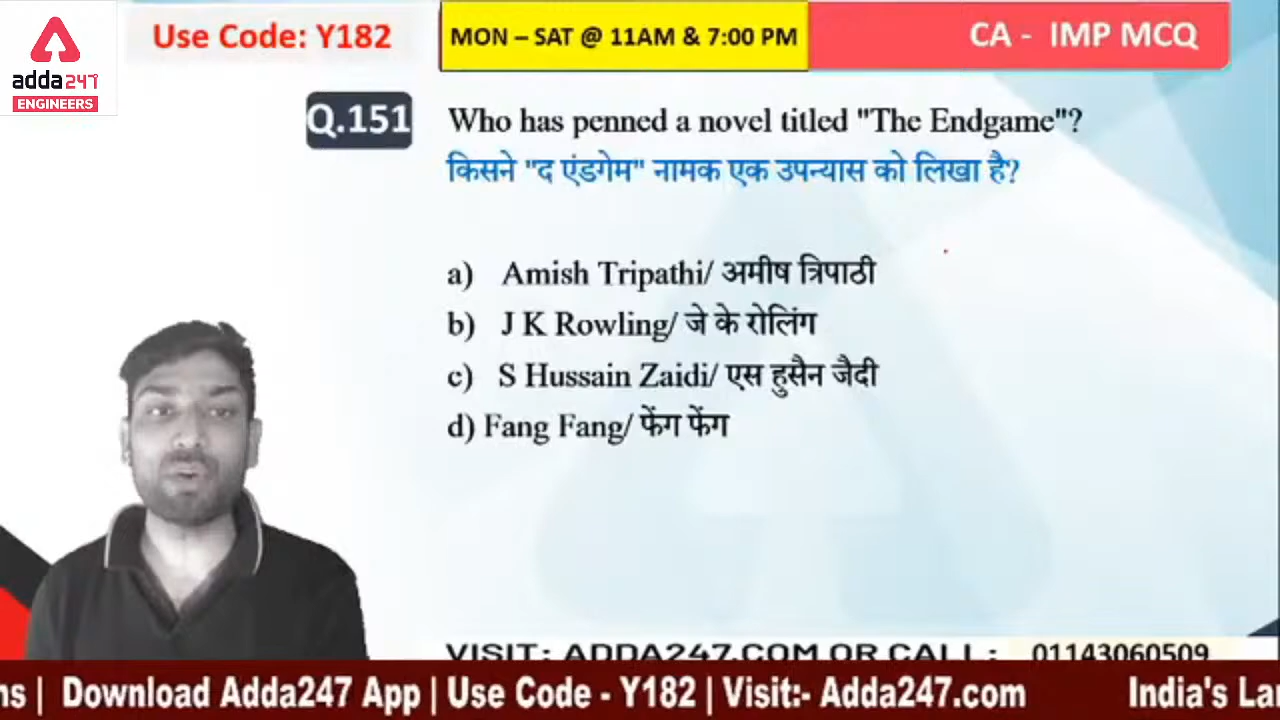 adda247
ENGINEERS
Use Code: Y182
MON – SAT @ 11AM & 7:00 PM
CA - IMP MCQ
Q.151
Who has penned a novel titled "The Endgame"?
किसने "द एंडगेम" नामक एक उपन्यास को लिखा है?
a) Amish Tripathi/ अमीष त्रिपाठी
b) J K Rowling/ जे के रोलिंग
c) S Hussain Zaidi/ एस हुसैन जैदी
d) Fang Fang/ फेंग फेंग
VISIT: ADDA247.COM OR CALL: 01143060509
ns | Download Adda247 App | Use Code - Y182 | Visit:- Adda247.com India's La